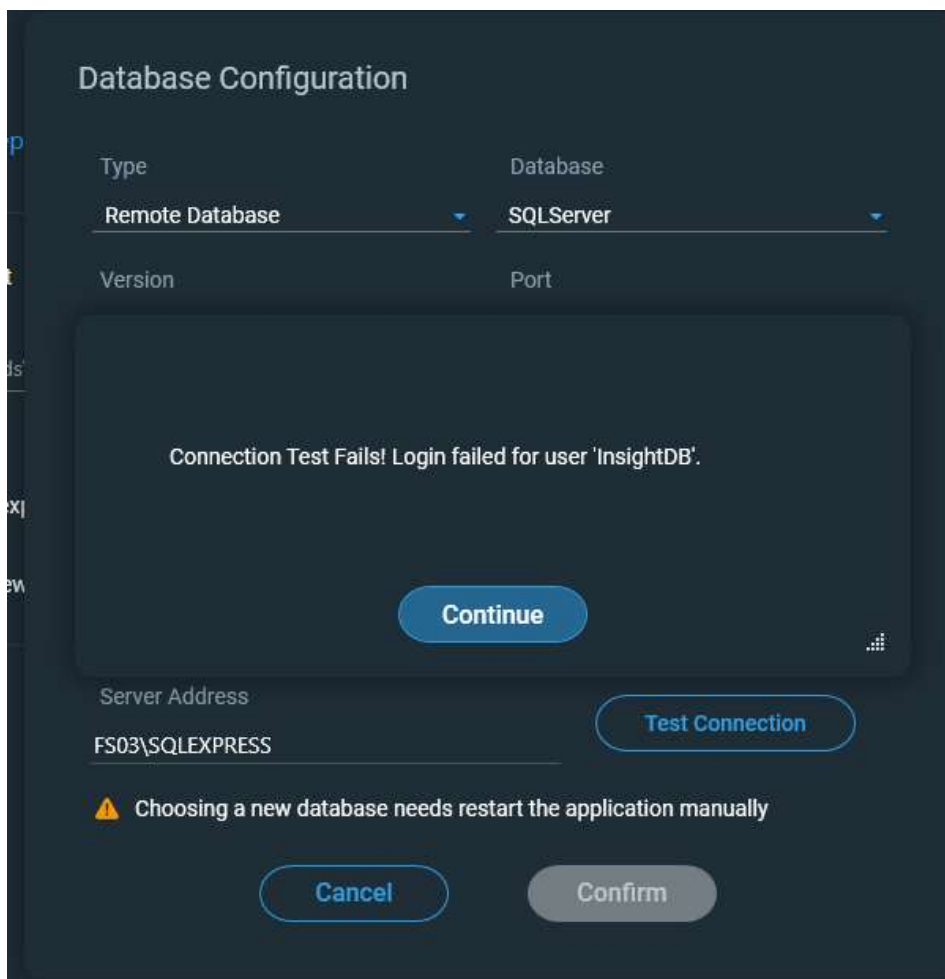 Database Configuration
Type Database
Remote Database SQLServer
Version Port
Connection Test Fails! Login failed for user 'InsightDB'.
Continue
Server Address
Test Connection
FS03\SQLEXPRESS
Choosing a new database needs restart the application manually
Cancel Confirm